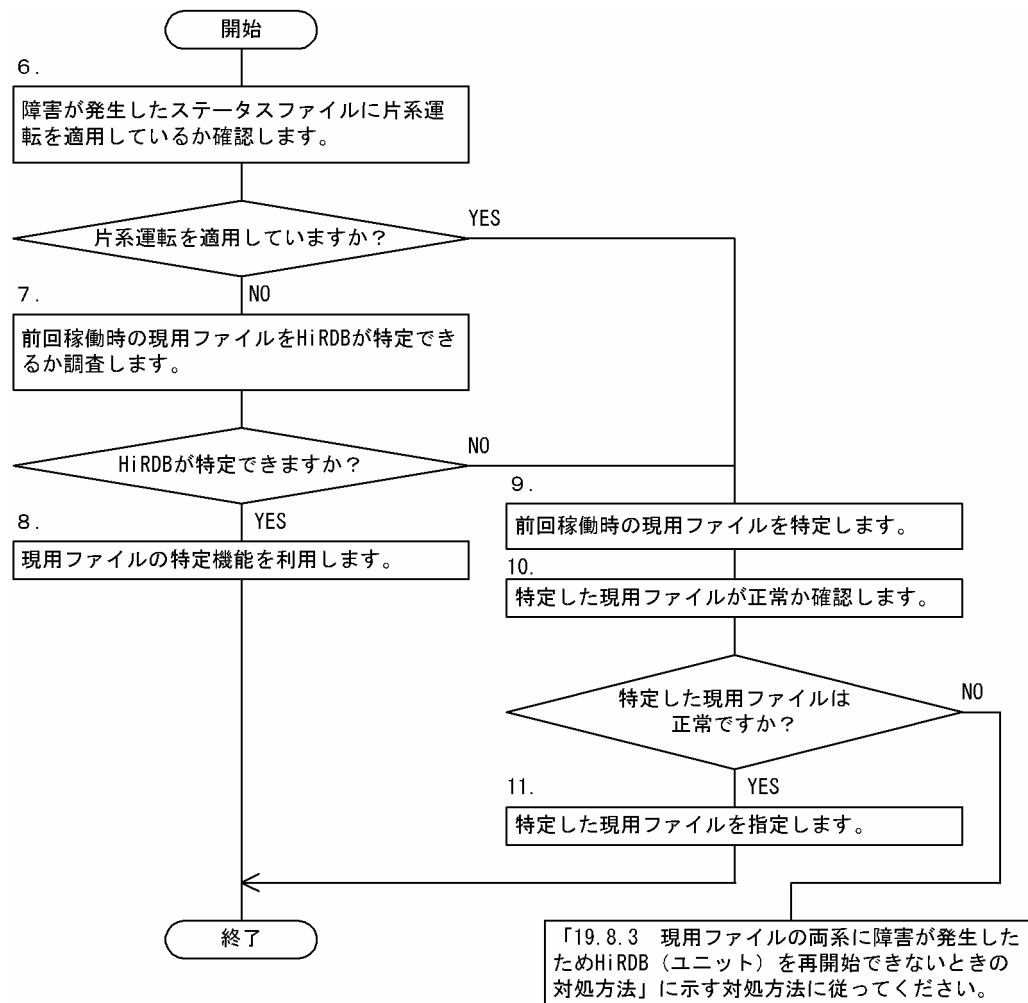 開始
6.
障害が発生したステータスファイルに片系運
転を適用しているか確認します。
片系運転を適用していますか？
YES
NO
7.
前回稼働時の現用ファイルをHiRDBが特定でき
るか調査します。
HiRDBが特定できますか？
NO
YES
8.
現用ファイルの特定機能を利用します。
9.
前回稼働時の現用ファイルを特定します。
10.
特定した現用ファイルが正常か確認します。
特定した現用ファイルは
正常ですか？
NO
YES
11.
特定した現用ファイルを指定します。
終了
「19.8.3　現用ファイルの両系に障害が発生した
ためHiRDB（ユニット）を再開始できないときの
対処方法」に示す対処方法に従ってください。